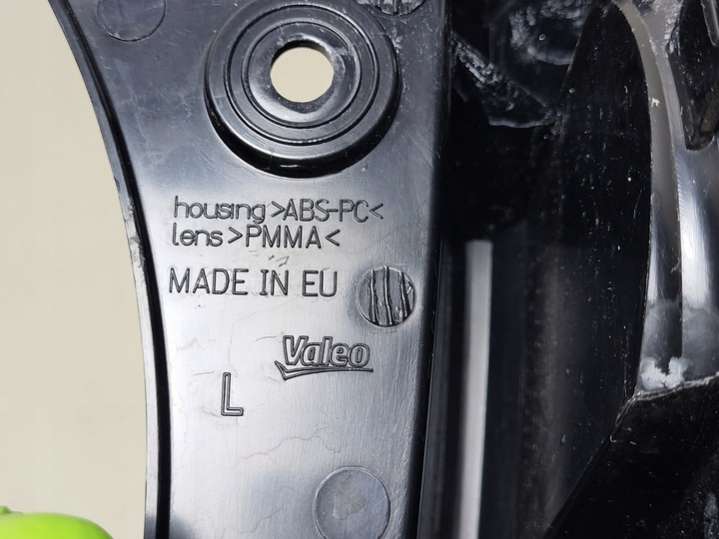 housing>ABS-PC<
lens>PMMA<
MADE IN EU
Valeo
L